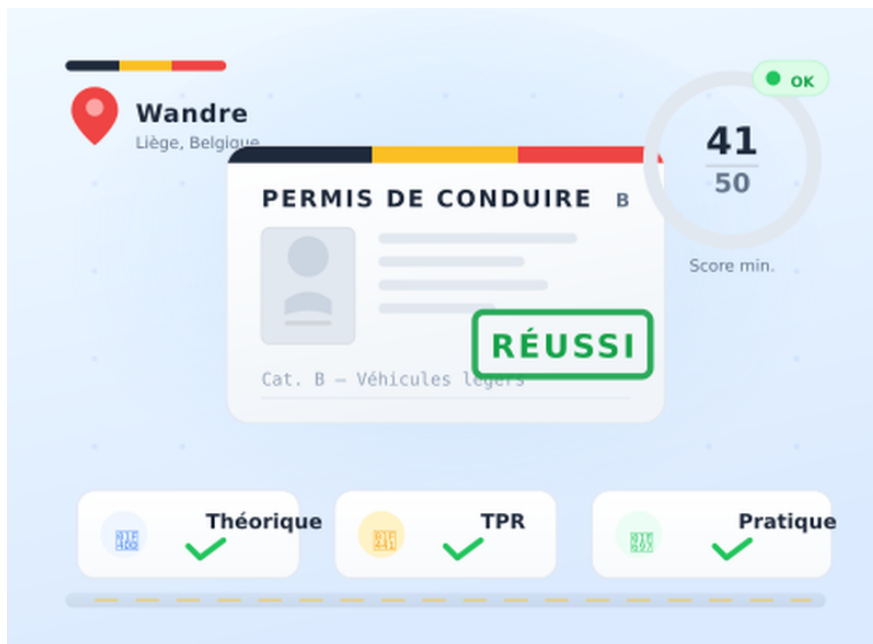 Wandre
Liège, Belgique
OK
41
50
Score min.
PERMIS DE CONDUIRE B
RÉUSSI
Cat. B — Véhicules légers
Théorique
TPR
Pratique